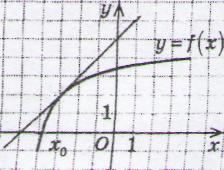 y
y=f(x)
1
x₀ O 1 x